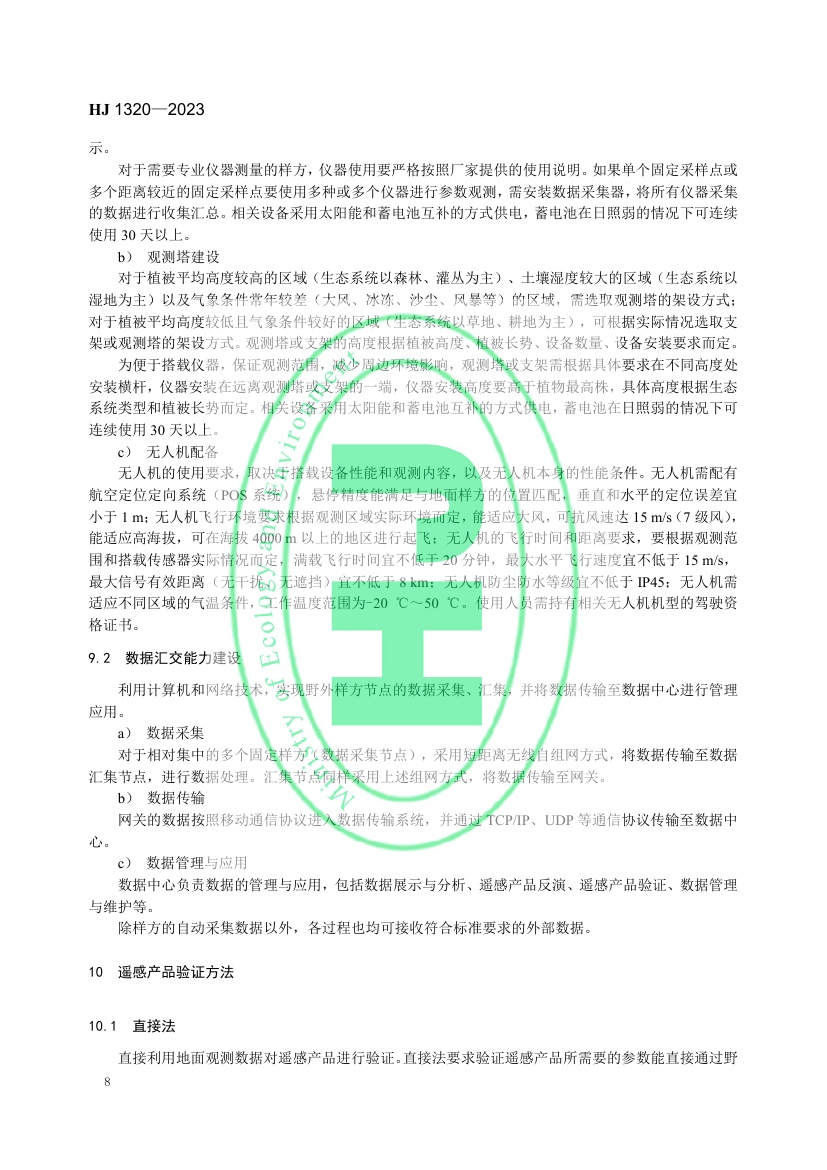 HJ 1320—2023
示。
对于需要专业仪器测量的样方，仪器使用要严格按照厂家提供的使用说明。如果单个固定采样点或
多个距离较近的固定采样点要使用多种或多个仪器进行参数观测，需安装数据采集器，将所有仪器采集
的数据进行收集汇总。相关设备采用太阳能和蓄电池互补的方式供电，蓄电池在日照弱的情况下可连续
使用 30 天以上。
b） 观测塔建设
对于植被平均高度较高的区域（生态系统以森林、灌丛为主）、土壤湿度较大的区域（生态系统以
湿地为主）以及气象条件常年较差（大风、冰冻、沙尘、风暴等）的区域，需选取观测塔的架设方式；
对于植被平均高度较低且气象条件较好的区域（生态系统以草地、耕地为主），可根据实际情况选取支
架或观测塔的架设方式。观测塔或支架的高度根据植被高度、植被长势、设备数量、设备安装要求而定。
为便于搭载仪器，保证观测范围，减少周边环境影响，观测塔或支架需根据具体要求在不同高度处
安装横杆，仪器安装在远离观测塔或支架的一端，仪器安装高度要高于植物最高株，具体高度根据生态
系统类型和植被长势而定。相关设备采用太阳能和蓄电池互补的方式供电，蓄电池在日照弱的情况下可
连续使用 30 天以上。
c） 无人机配备
无人机的使用要求，取决于搭载设备性能和观测内容，以及无人机本身的性能条件。无人机需配有
航空定位定向系统（POS 系统），悬停精度能满足与地面样方的位置匹配，垂直和水平的定位误差宜
小于 1 m；无人机飞行环境要求根据观测区域实际环境而定，能适应大风，可抗风速达 15 m/s（7 级风），
能适应高海拔，可在海拔 4000 m 以上的地区进行起飞；无人机的飞行时间和距离要求，要根据观测范
围和搭载传感器实际情况而定，满载飞行时间宜不低于 20 分钟，最大水平飞行速度宜不低于 15 m/s，
最大信号有效距离（无干扰、无遮挡）宜不低于 8 km；无人机防尘防水等级宜不低于 IP45；无人机需
适应不同区域的气温条件，工作温度范围为−20 ℃～50 ℃。使用人员需持有相关无人机机型的驾驶资
格证书。
9.2 数据汇交能力建设
利用计算机和网络技术，实现野外样方节点的数据采集、汇集，并将数据传输至数据中心进行管理
应用。
a） 数据采集
对于相对集中的多个固定样方（数据采集节点），采用短距离无线自组网方式，将数据传输至数据
汇集节点，进行数据处理。汇集节点同样采用上述组网方式，将数据传输至网关。
b） 数据传输
网关的数据按照移动通信协议进入数据传输系统，并通过 TCP/IP、UDP 等通信协议传输至数据中
心。
c） 数据管理与应用
数据中心负责数据的管理与应用，包括数据展示与分析、遥感产品反演、遥感产品验证、数据管理
与维护等。
除样方的自动采集数据以外，各过程也均可接收符合标准要求的外部数据。
10 遥感产品验证方法
10.1 直接法
直接利用地面观测数据对遥感产品进行验证。直接法要求验证遥感产品所需要的参数能直接通过野
8
Ministry of Ecology and Environment